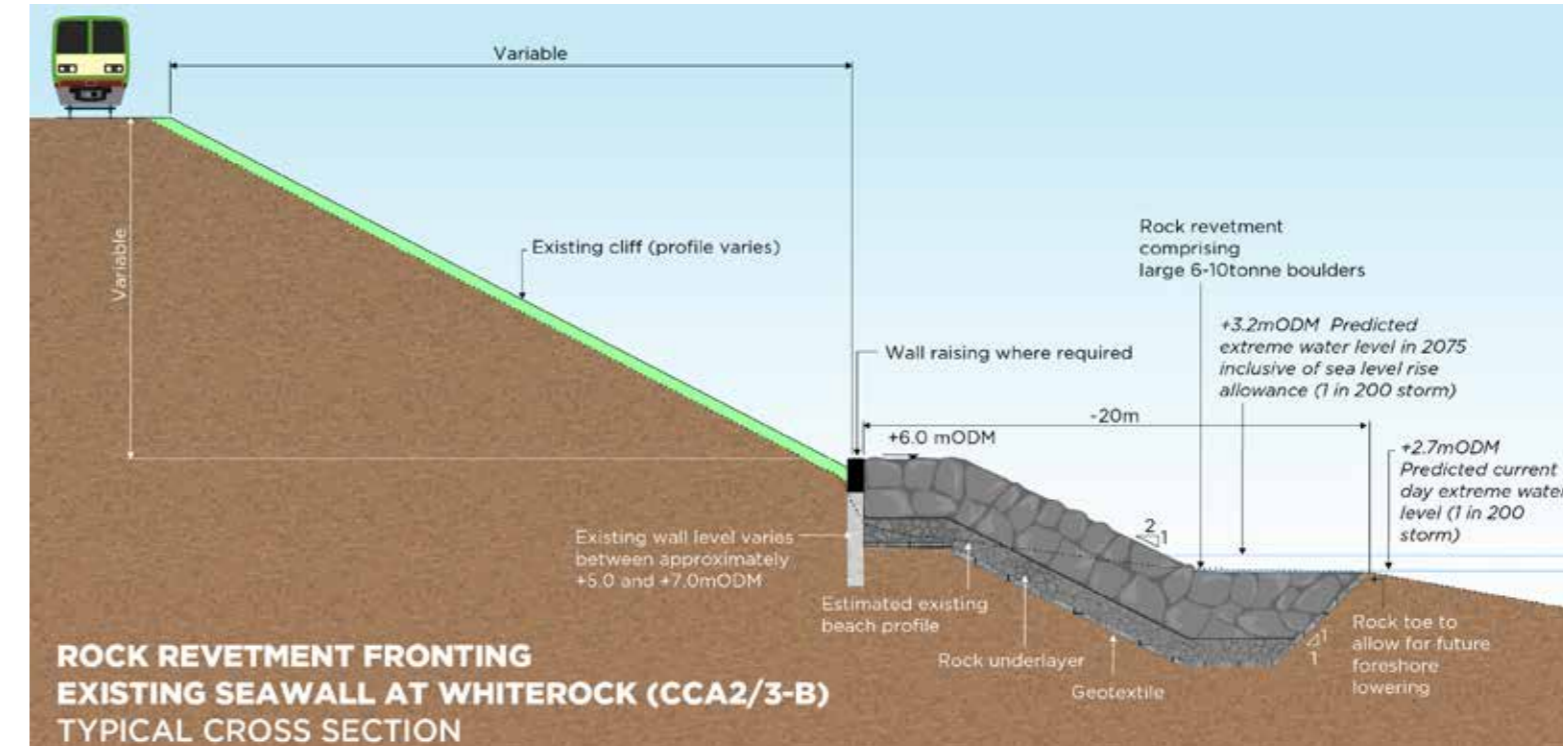 Variable
Variable
Existing cliff (profile varies)
Rock revetment
comprising
large 6-10tonne boulders
+3.2mODM Predicted
extreme water level in 2075
inclusive of sea level rise
allowance (1 in 200 storm)
Wall raising where required
~20m
+6.0 mODM
+2.7mODM
Predicted current
day extreme water
level (1 in 200
storm)
2
1
Existing wall level varies
between approximately
+5.0 and +7.0mODM
Estimated existing
beach profile
Rock underlayer
Geotextile
1
1
Rock toe to
allow for future
foreshore
lowering
ROCK REVETMENT FRONTING
EXISTING SEAWALL AT WHITEROCK (CCA2/3-B)
TYPICAL CROSS SECTION